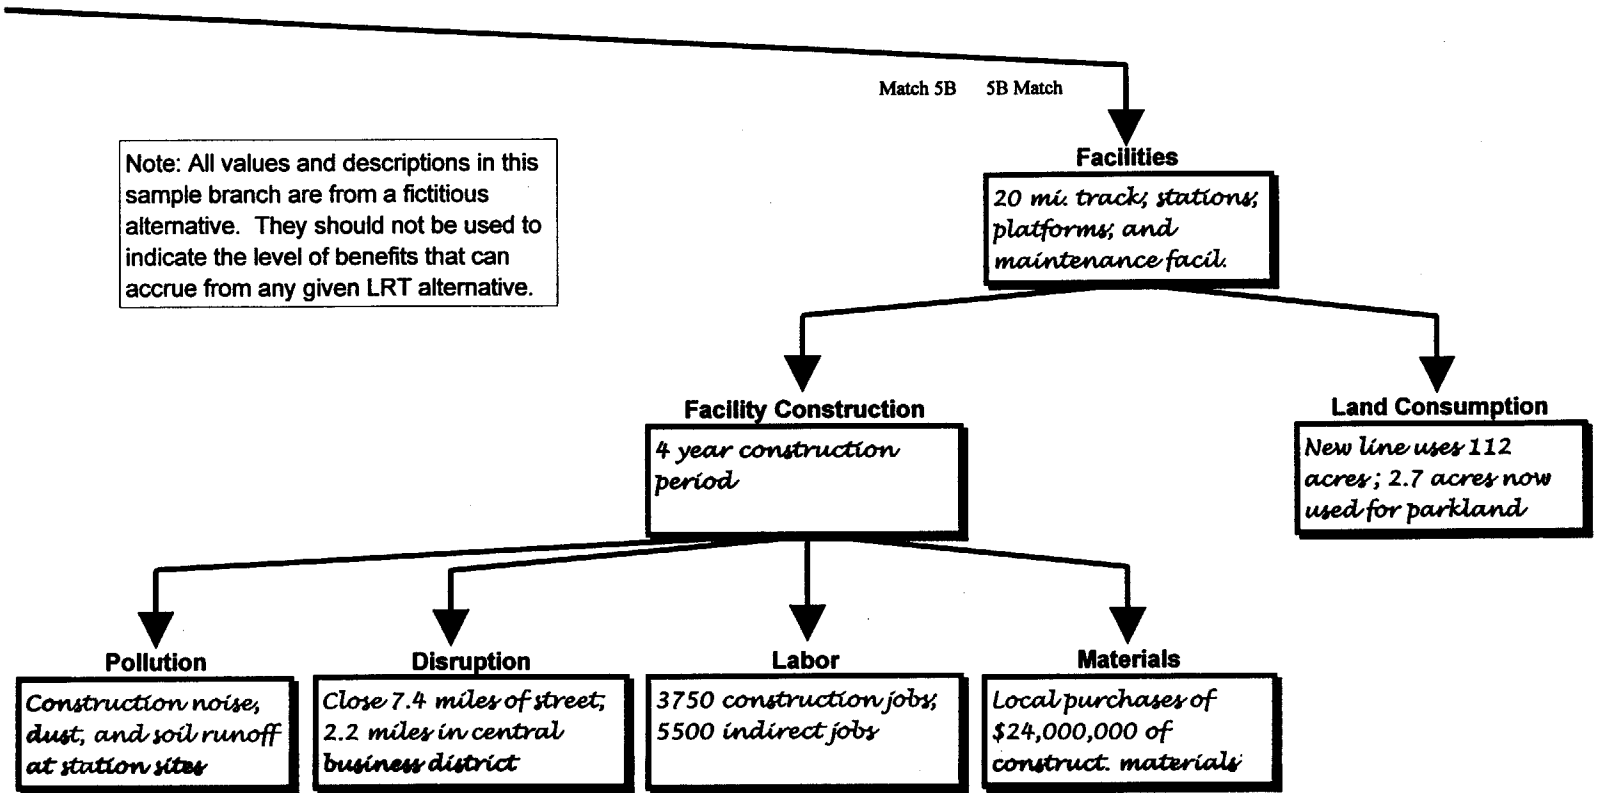 Match 5B 5B Match
Note: All values and descriptions in this
sample branch are from a fictitious
alternative. They should not be used to
indicate the level of benefits that can
accrue from any given LRT alternative.
Facilities
20 mi. track; stations;
platforms; and
maintenance facil.
Facility Construction
4 year construction
period
Land Consumption
New line uses 112
acres; 2.7 acres now
used for parkland
Pollution
Construction noise,
dust, and soil runoff
at station sites
Disruption
Close 7.4 miles of street;
2.2 miles in central
business district
Labor
3750 construction jobs;
5500 indirect jobs
Materials
Local purchases of
$24,000,000 of
construct. materials